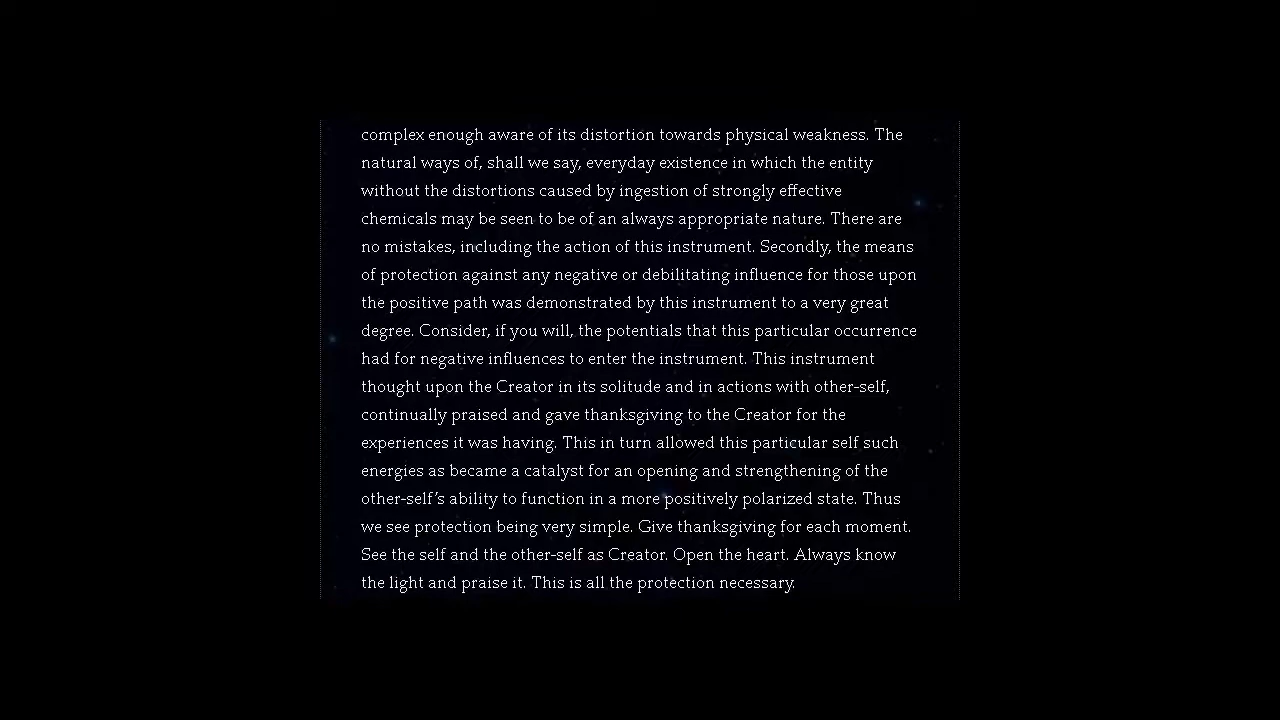 complex enough aware of its distortion towards physical weakness. The
natural ways of, shall we say, everyday existence in which the entity
without the distortions caused by ingestion of strongly effective
chemicals may be seen to be of an always appropriate nature. There are
no mistakes, including the action of this instrument. Secondly, the means
of protection against any negative or debilitating influence for those upon
the positive path was demonstrated by this instrument to a very great
degree. Consider, if you will, the potentials that this particular occurrence
had for negative influences to enter the instrument. This instrument
thought upon the Creator in its solitude and in actions with other-self,
continually praised and gave thanksgiving to the Creator for the
experiences it was having. This in turn allowed this particular self such
energies as became a catalyst for an opening and strengthening of the
other-self’s ability to function in a more positively polarized state. Thus
we see protection being very simple. Give thanksgiving for each moment.
See the self and the other-self as Creator. Open the heart. Always know
the light and praise it. This is all the protection necessary.